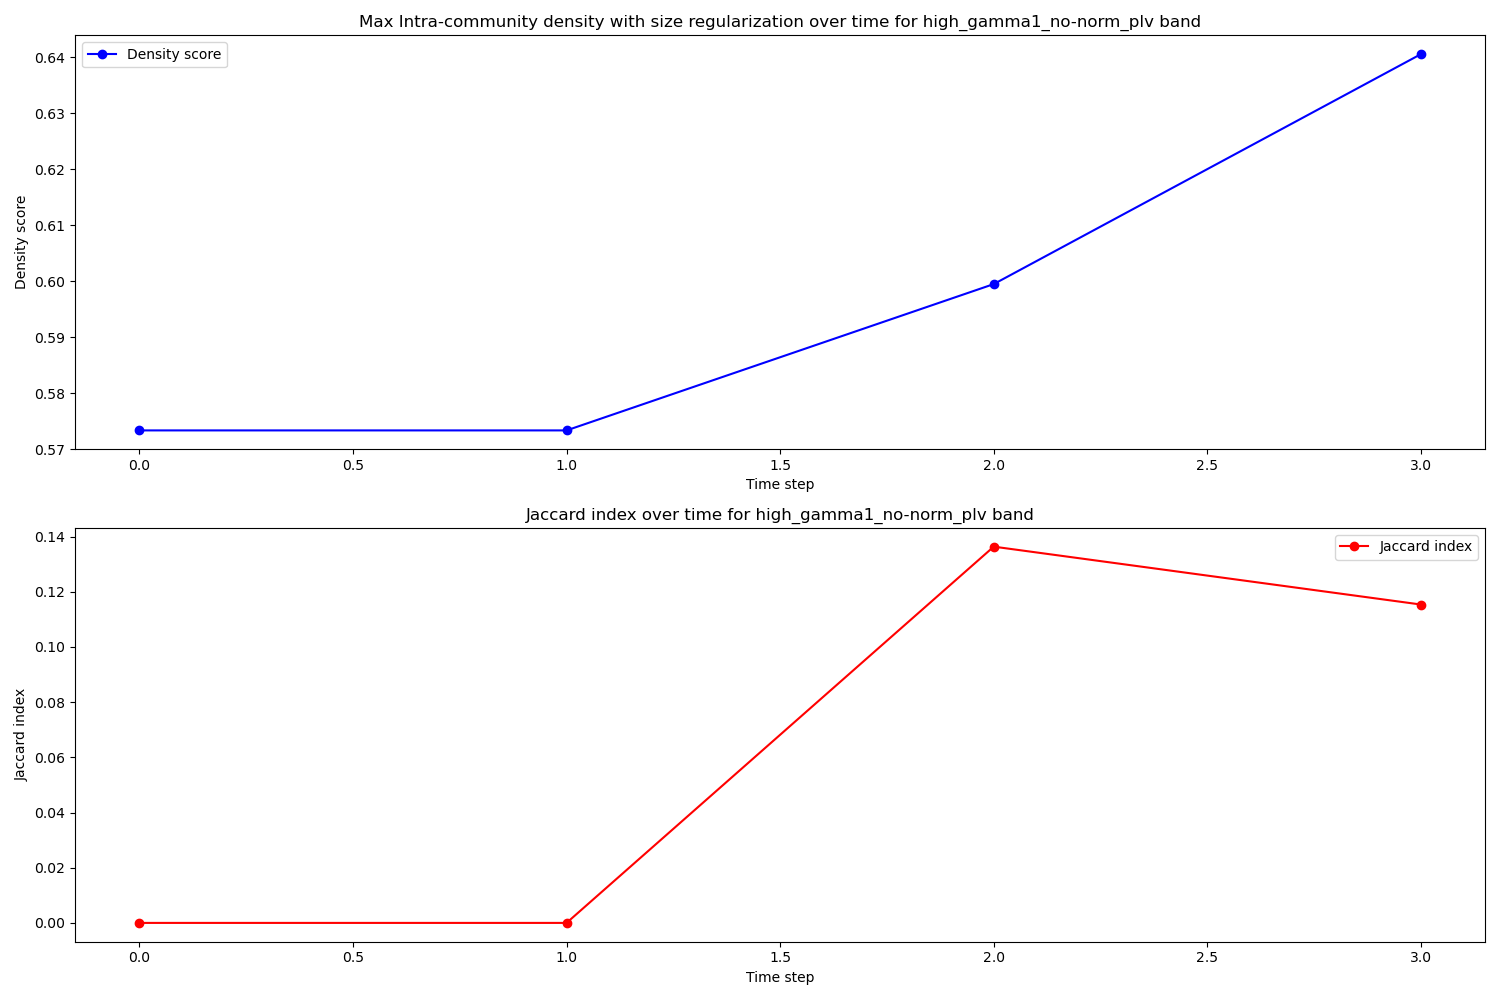 Max Intra-community density with size regularization over time for high_gamma1_no-norm_plv band
Density score
0.64
0.63
0.62
0.61
0.60
0.59
0.58
0.57
Density score
0.0 0.5 1.0 1.5 2.0 2.5 3.0
Time step
Jaccard index over time for high_gamma1_no-norm_plv band
Jaccard index
0.14
0.12
0.10
0.08
0.06
0.04
0.02
0.00
Jaccard index
0.0 0.5 1.0 1.5 2.0 2.5 3.0
Time step